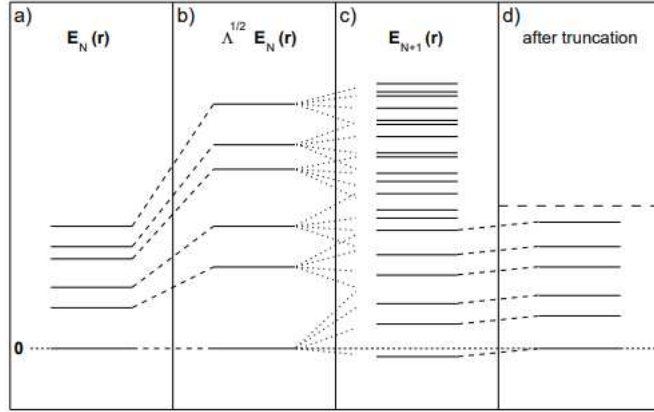 a) b) c) d)
E_N (r) Λ^1/2 E_N (r) E_N+1 (r) after truncation
0